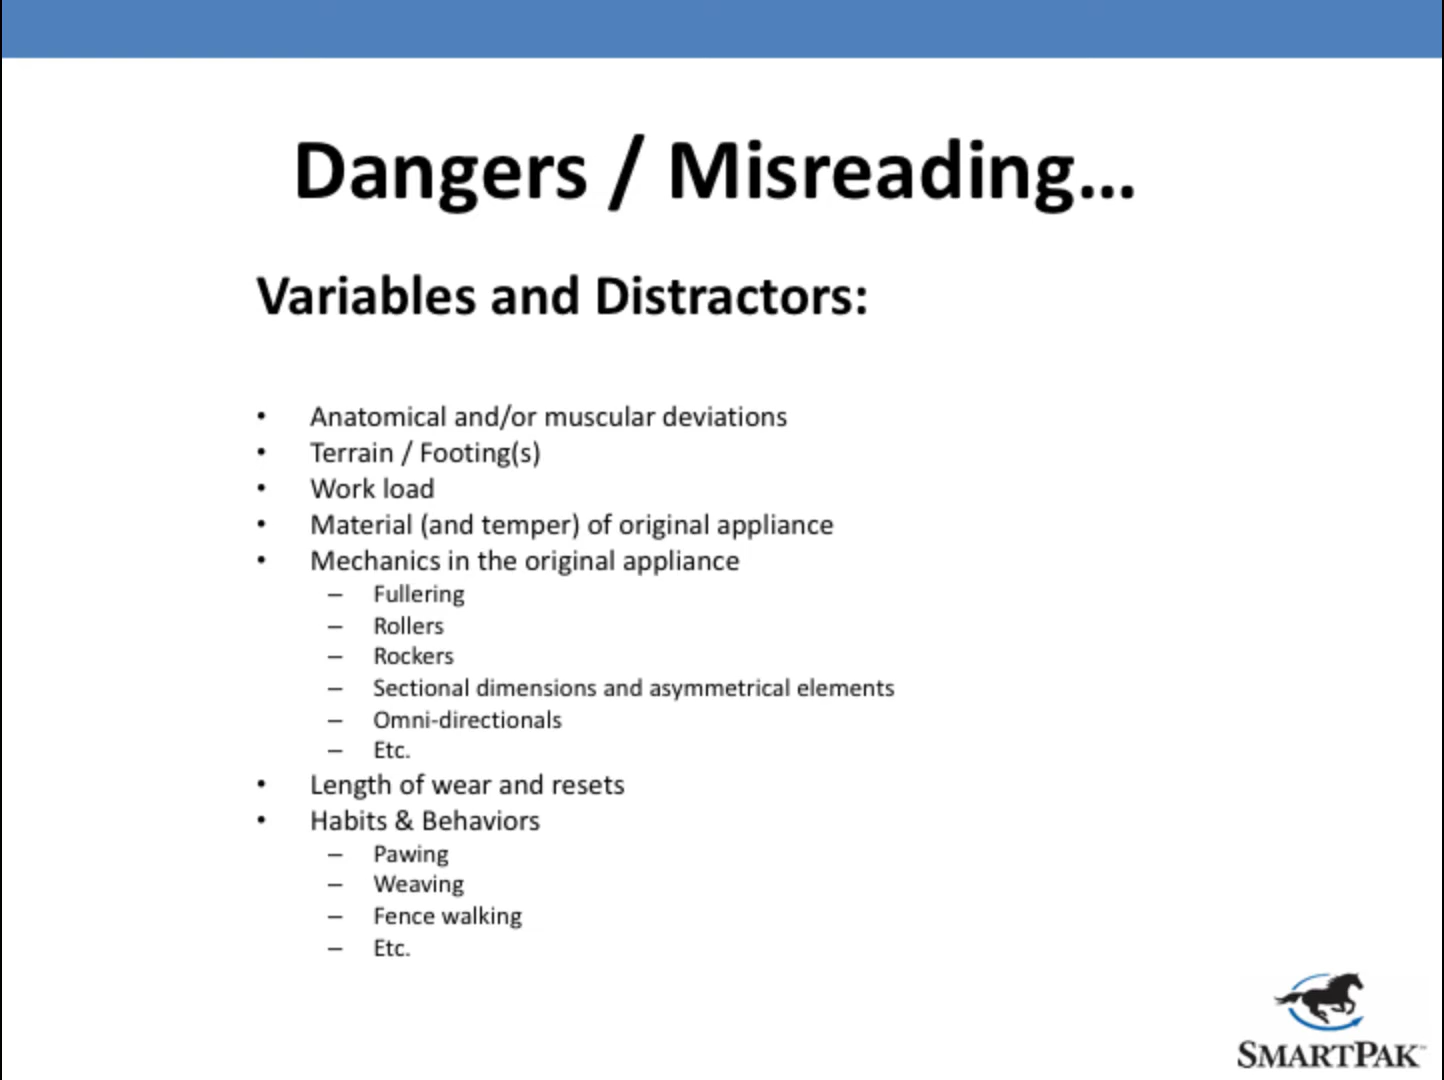 Dangers / Misreading...
Variables and Distractors:
• Anatomical and/or muscular deviations
• Terrain / Footing(s)
• Work load
• Material (and temper) of original appliance
• Mechanics in the original appliance
– Fullering
– Rollers
– Rockers
– Sectional dimensions and asymmetrical elements
– Omni-directionals
– Etc.
• Length of wear and resets
• Habits & Behaviors
– Pawing
– Weaving
– Fence walking
– Etc.
SMARTPAK